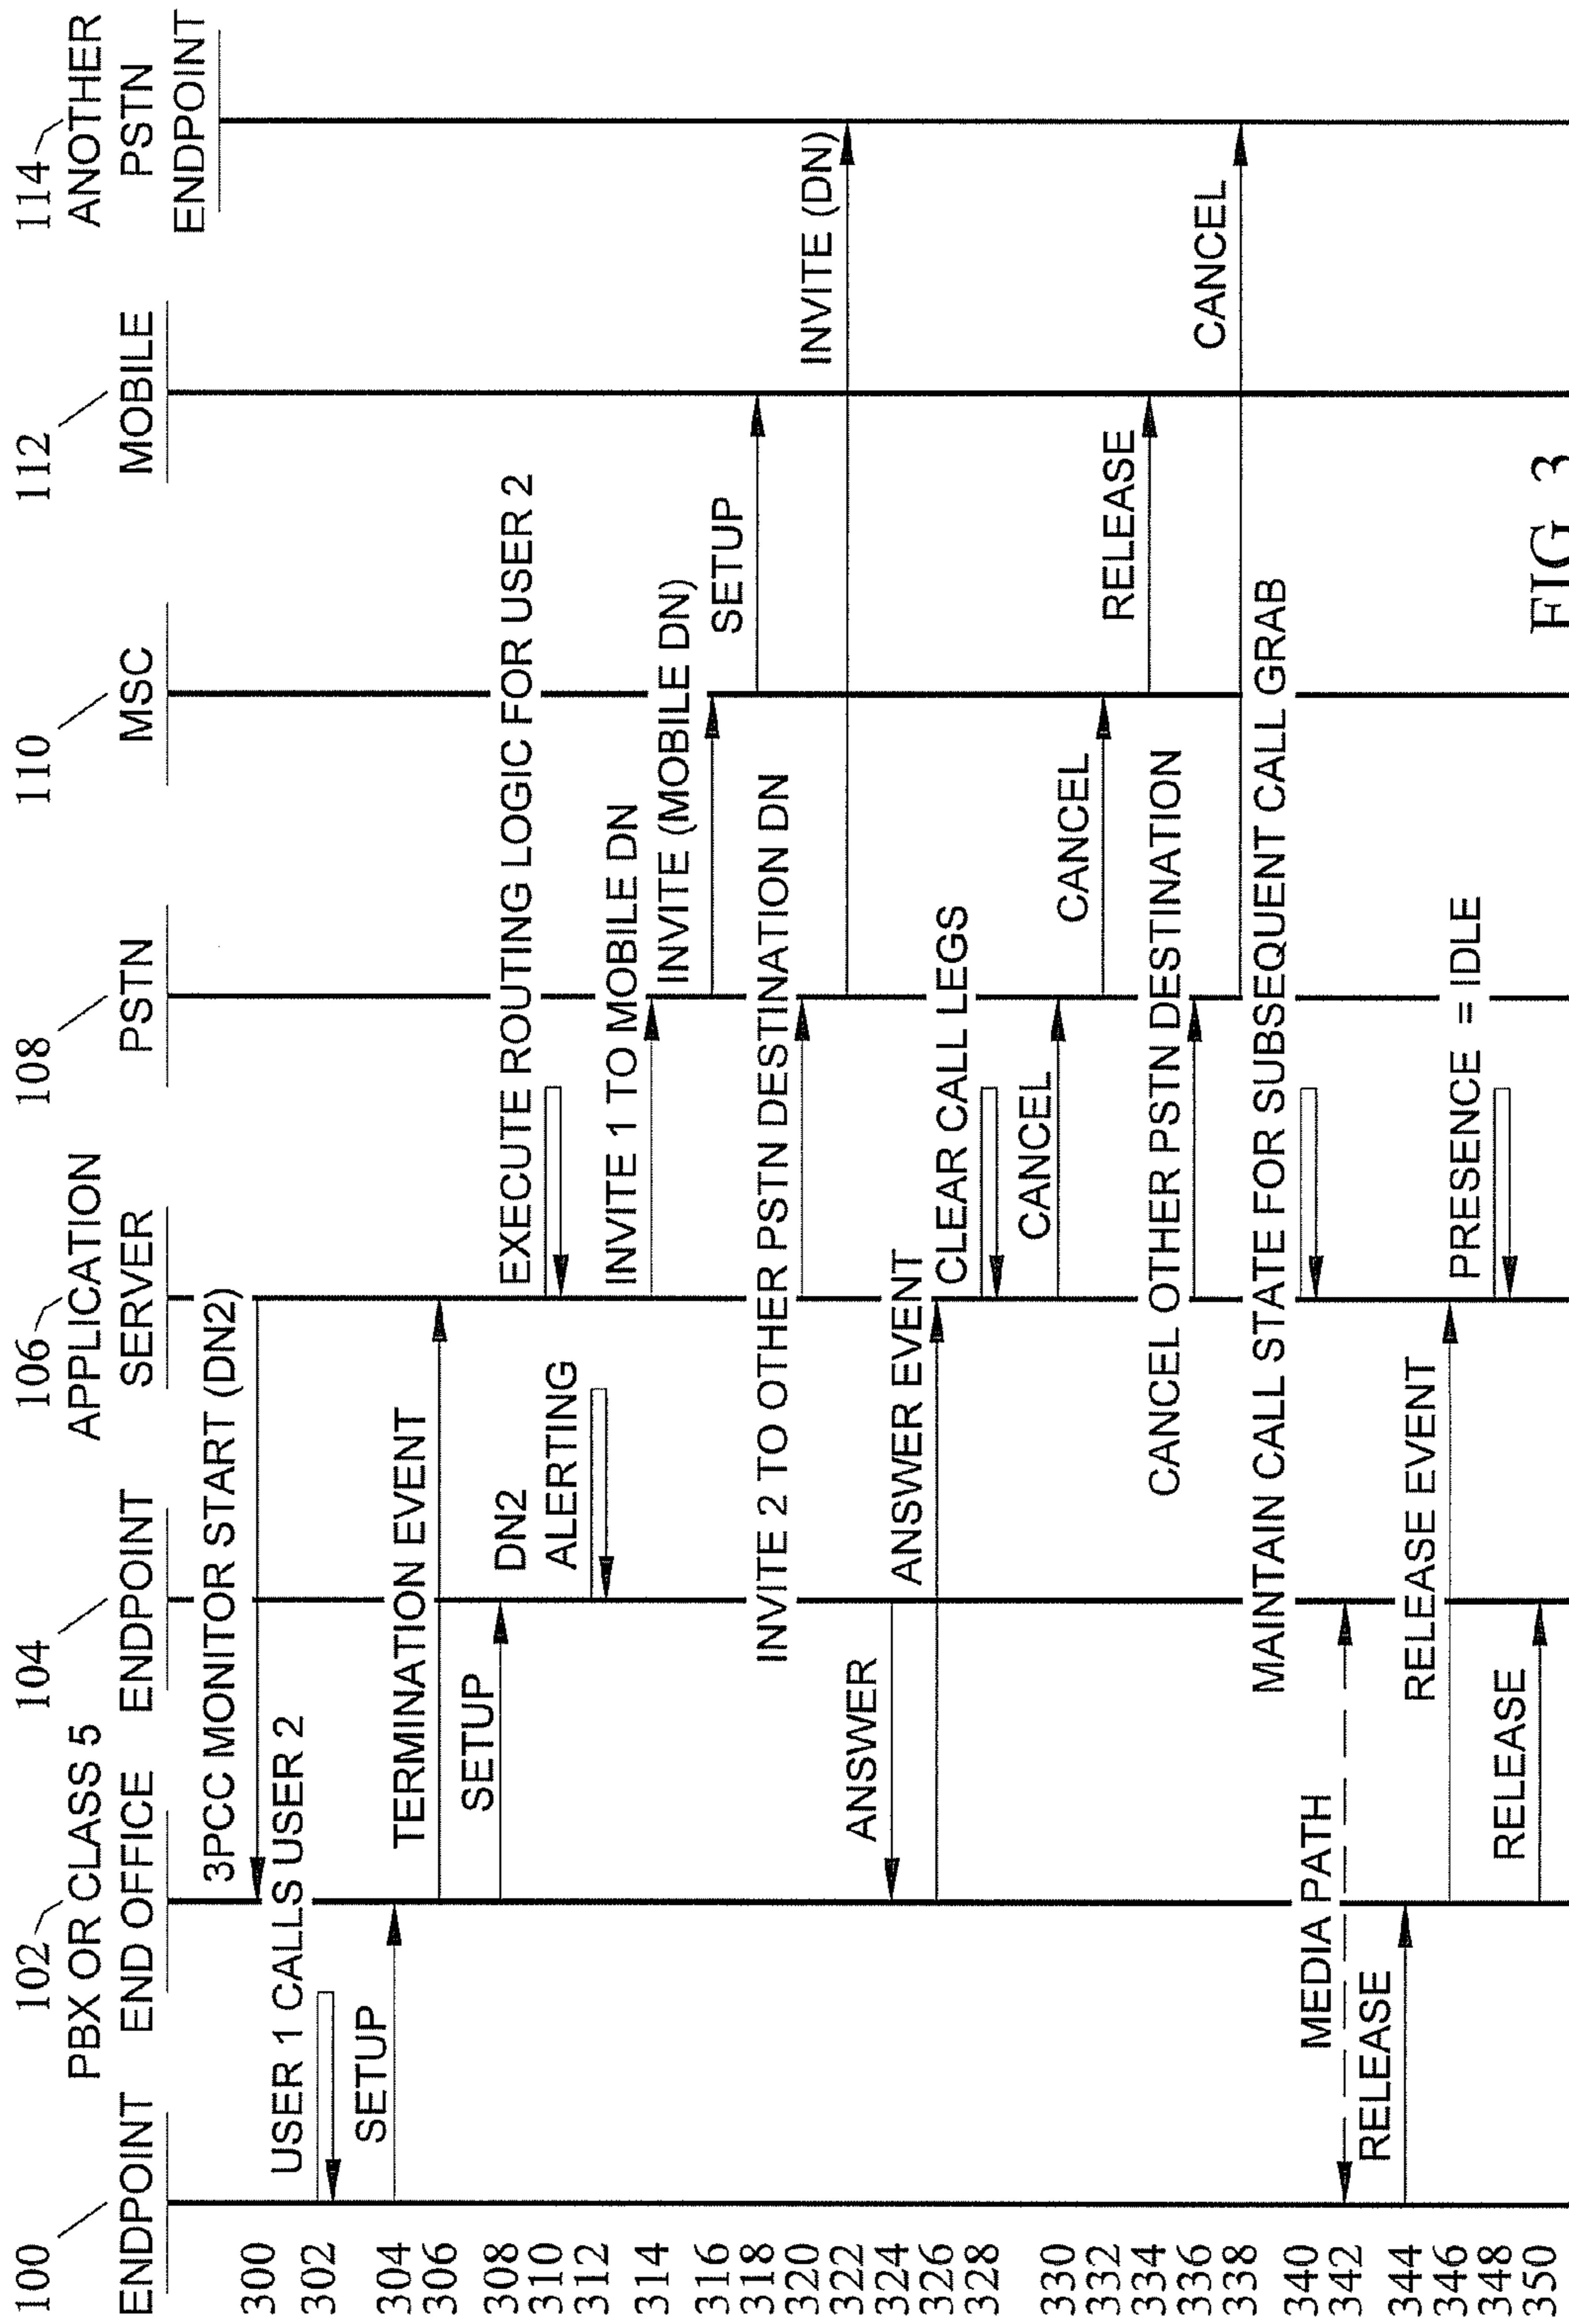 100
ENDPOINT
102
PBX OR CLASS 5
END OFFICE
104
ENDPOINT
106
APPLICATION
SERVER
108
PSTN
110
MSC
112
MOBILE
114
ANOTHER
PSTN
ENDPOINT
300
3PCC MONITOR START (DN2)
302
USER 1 CALLS USER 2
304
SETUP
306
TERMINATION EVENT
308
SETUP
310
EXECUTE ROUTING LOGIC FOR USER 2
312
DN2
ALERTING
314
INVITE 1 TO MOBILE DN
316
INVITE (MOBILE DN)
318
SETUP
320
INVITE 2 TO OTHER PSTN DESTINATION DN
322
INVITE (DN)
324
ANSWER
326
ANSWER EVENT
328
CLEAR CALL LEGS
330
CANCEL
332
CANCEL
334
RELEASE
336
CANCEL OTHER PSTN DESTINATION
338
CANCEL
340
MAINTAIN CALL STATE FOR SUBSEQUENT CALL GRAB
342
MEDIA PATH
344
RELEASE
346
RELEASE EVENT
348
PRESENCE = IDLE
350
RELEASE
FIG. 3